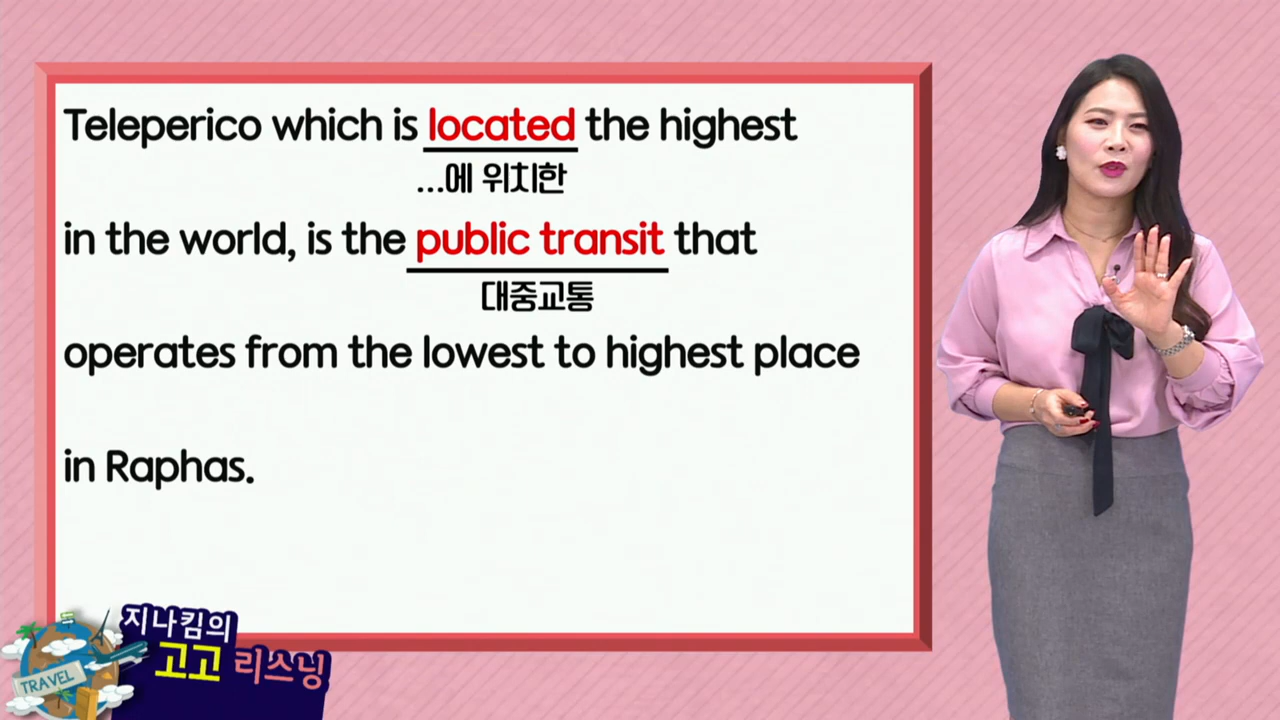 Teleperico which is located the highest
...에 위치한
in the world, is the public transit that
대중교통
operates from the lowest to highest place
in Raphas.
지나킴의
고고 리스닝
TRAVEL